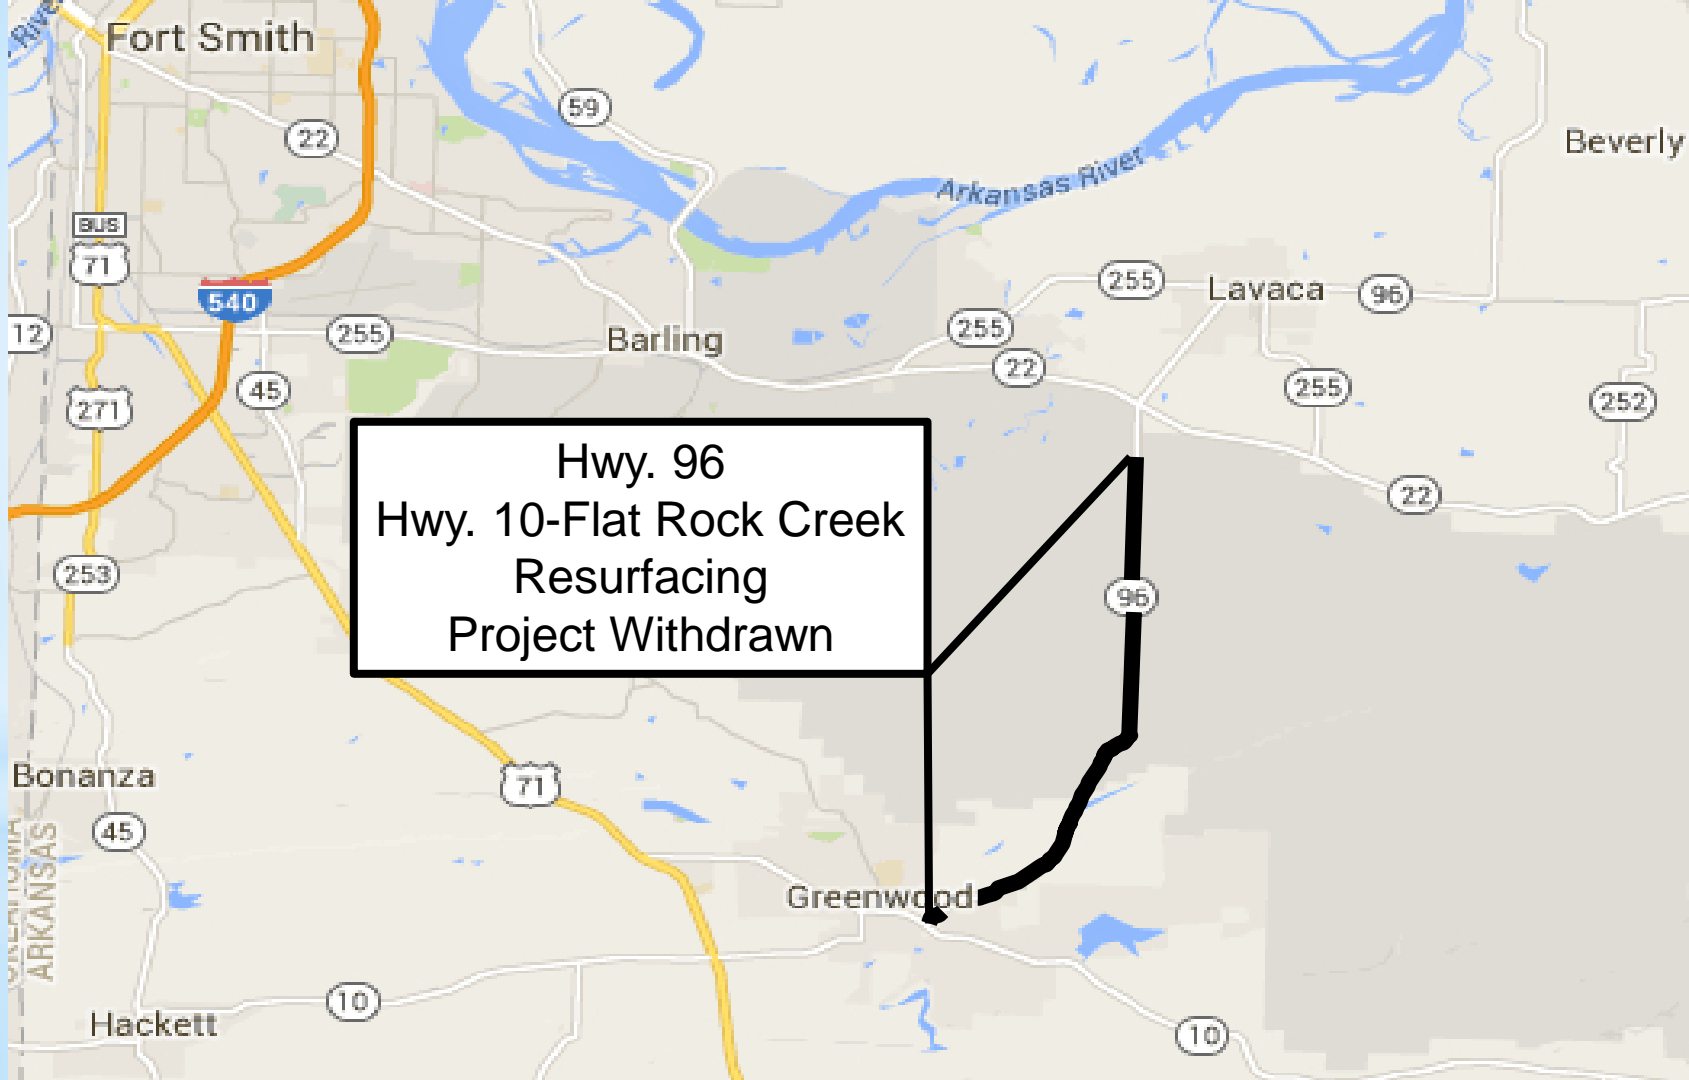 River
Fort Smith
59
22
Beverly
Arkansas River
BUS
71
540
255
Lavaca
96
12
255
Barling
255
22
45
271
255
252
Hwy. 96
Hwy. 10-Flat Rock Creek
Resurfacing
Project Withdrawn
22
253
96
Bonanza
71
45
OKLAHOMA
ARKANSAS
Greenwood
10
Hackett
10